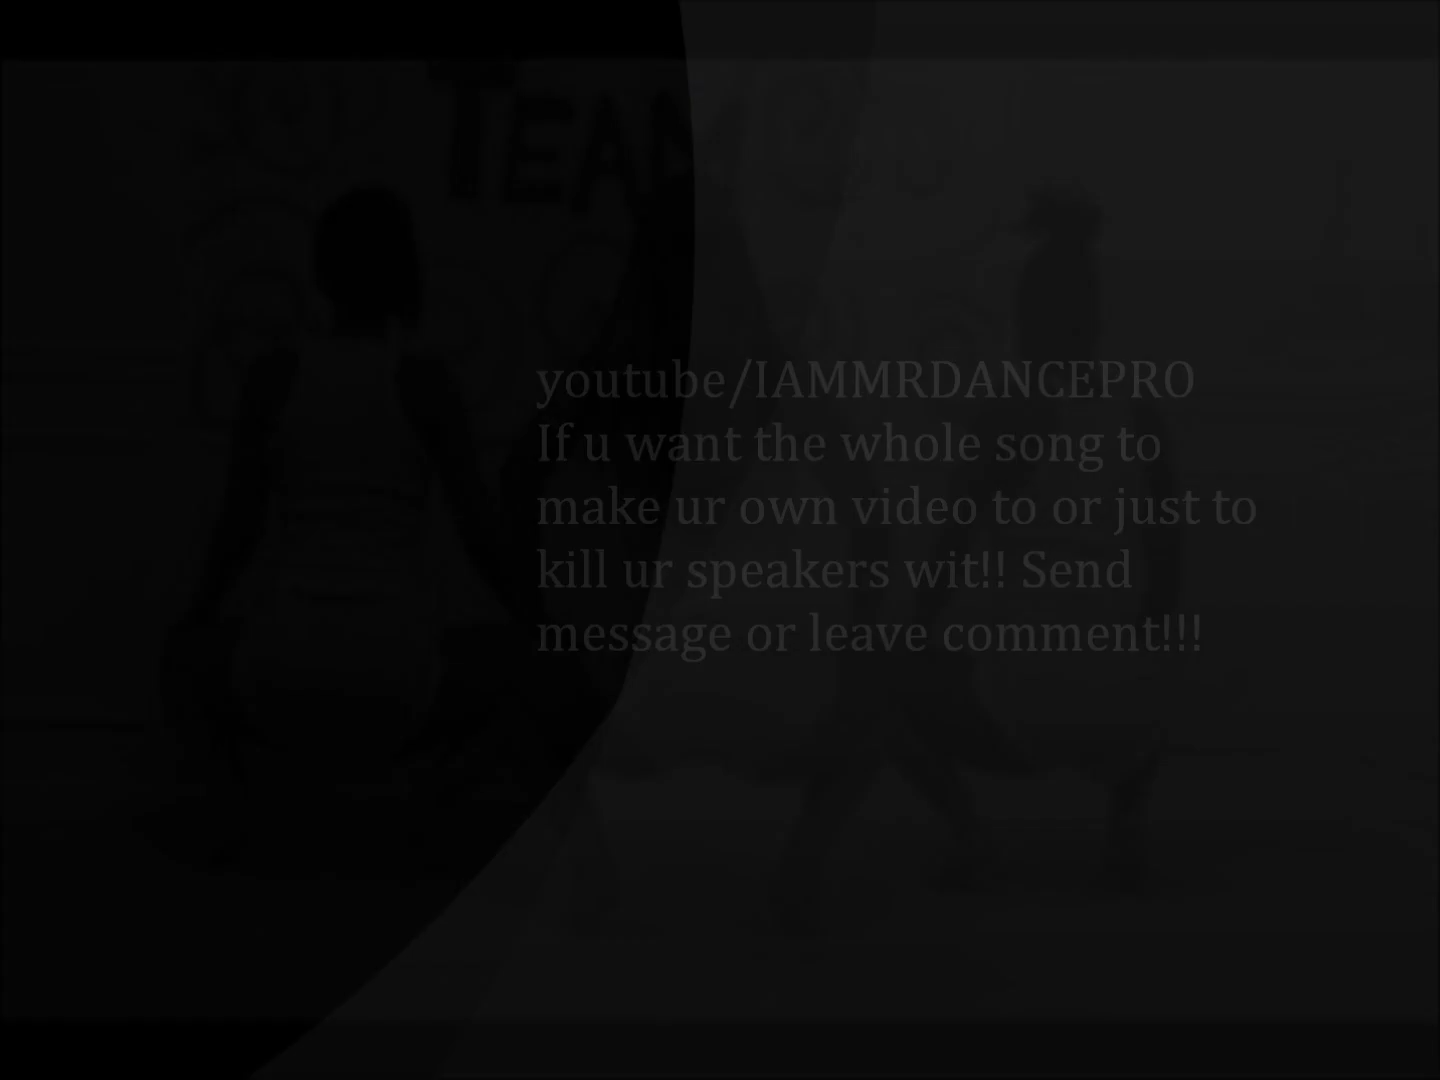 TEAM
youtube/IAMMRDANCEPRO
If u want the whole song to
make ur own video to or just to
kill ur speakers wit!! Send
message or leave comment!!!